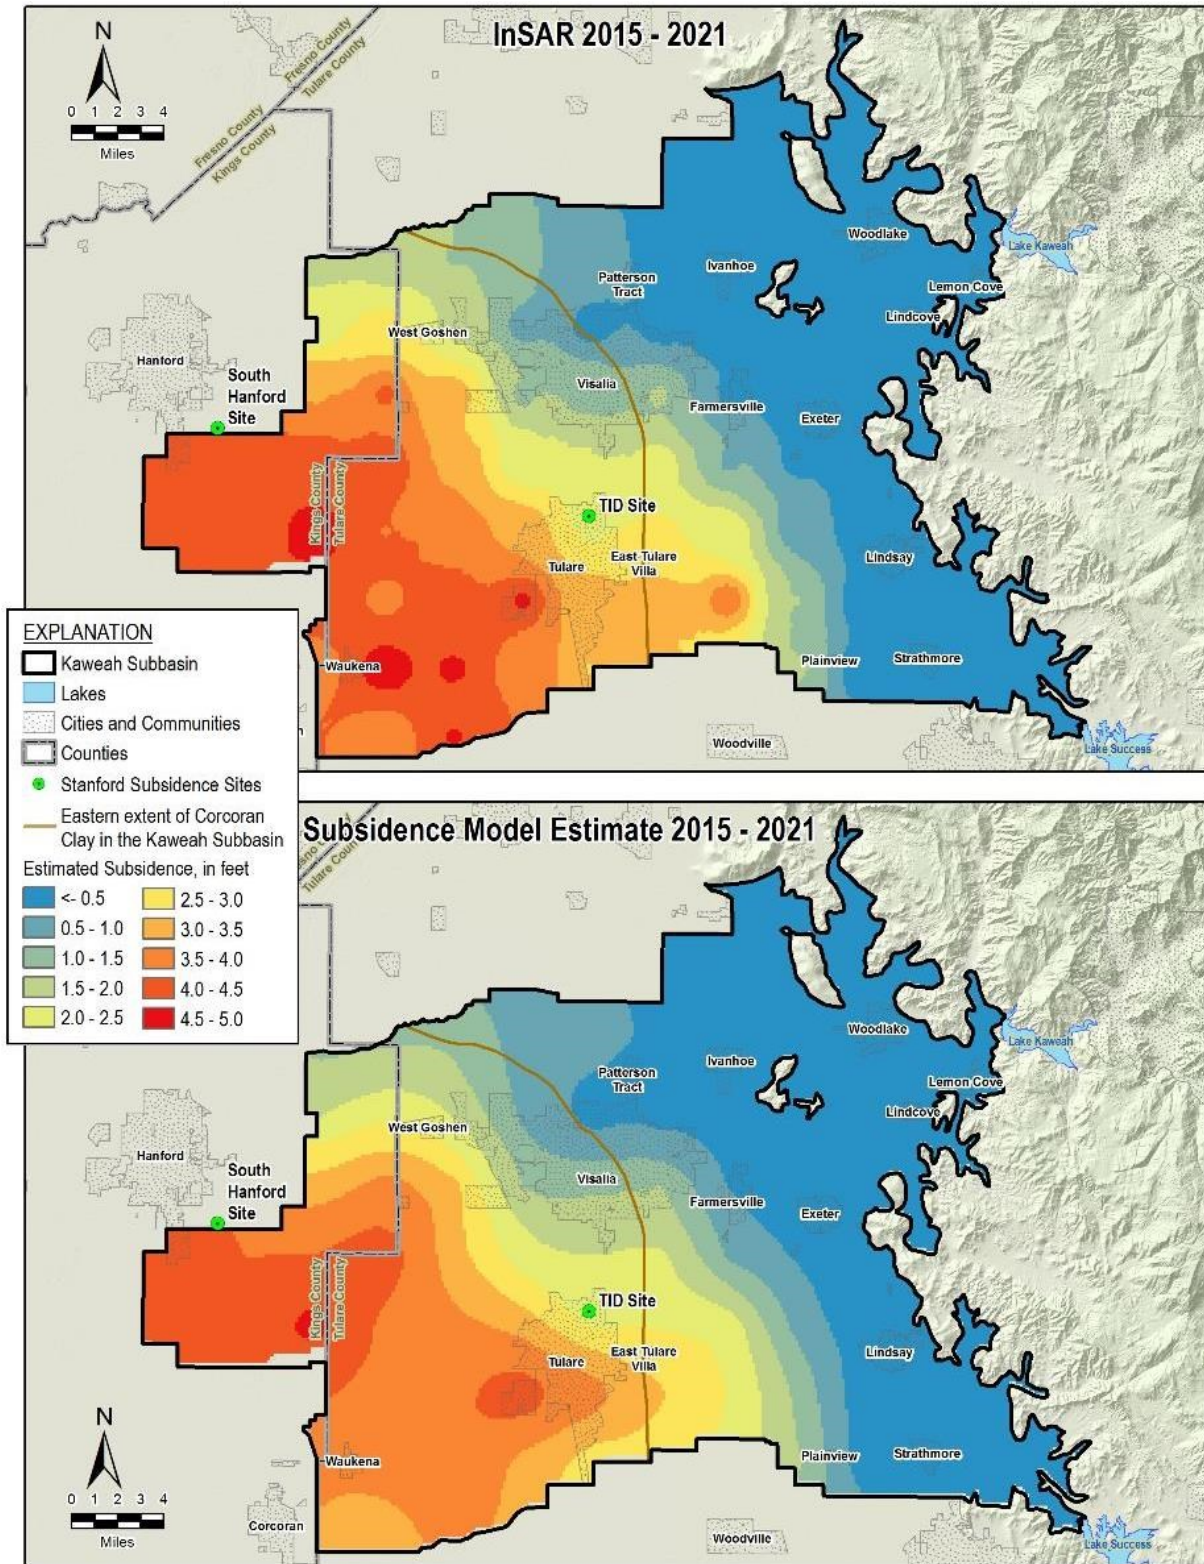 InSAR 2015 - 2021
N
0 1 2 3 4
Miles
Fresno County
Tulare County
Fresno County
Kings County
Woodlake
Lake Kaweah
Ivanhoe
Patterson
Tract
Lemon Cove
Lindcove
West Goshen
Hanford
South
Hanford
Site
Visalia
Farmersville
Exeter
Kings County
Tulare County
TID Site
East Tulare
Villa
Tulare
Lindsay
Waukena
Plainview
Strathmore
Woodville
Lake Success
EXPLANATION
Kaweah Subbasin
Lakes
Cities and Communities
Counties
Stanford Subsidence Sites
Eastern extent of Corcoran
Clay in the Kaweah Subbasin
Estimated Subsidence, in feet
<- 0.5
0.5 - 1.0
1.0 - 1.5
1.5 - 2.0
2.0 - 2.5
2.5 - 3.0
3.0 - 3.5
3.5 - 4.0
4.0 - 4.5
4.5 - 5.0
Subsidence Model Estimate 2015 - 2021
Woodlake
Lake Kaweah
Ivanhoe
Patterson
Tract
Lemon Cove
Lindcove
West Goshen
Hanford
South
Hanford
Site
Visalia
Farmersville
Exeter
Kings County
Tulare County
TID Site
East Tulare
Villa
Tulare
Lindsay
N
0 1 2 3 4
Miles
Waukena
Plainview
Strathmore
Corcoran
Woodville
Lake Success